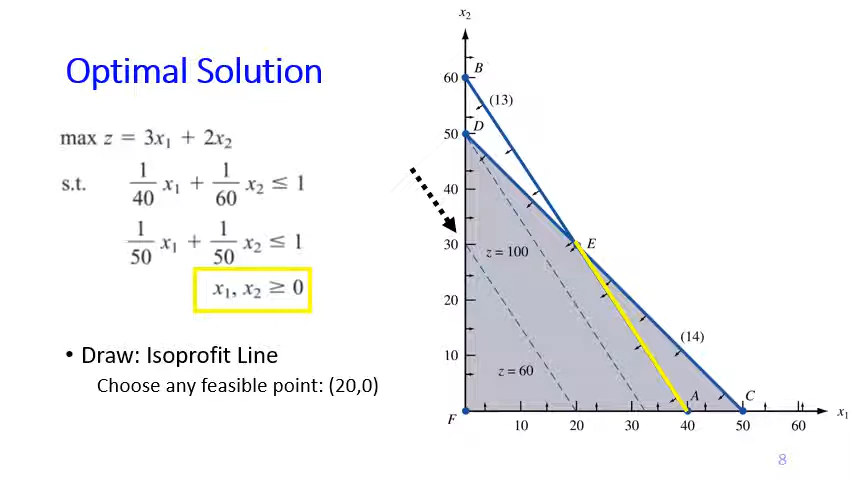 Optimal Solution
max z = 3x₁ + 2x₂
s.t. 1/40 x₁ + 1/60 x₂ ≤ 1
1/50 x₁ + 1/50 x₂ ≤ 1
x₁, x₂ ≥ 0
• Draw: Isoprofit Line
Choose any feasible point: (20,0)
x₂
60
B
(13)
50
D
40
30
E
z = 100
20
(14)
10
z = 60
A
C
F
10
20
30
40
50
60
x₁
8